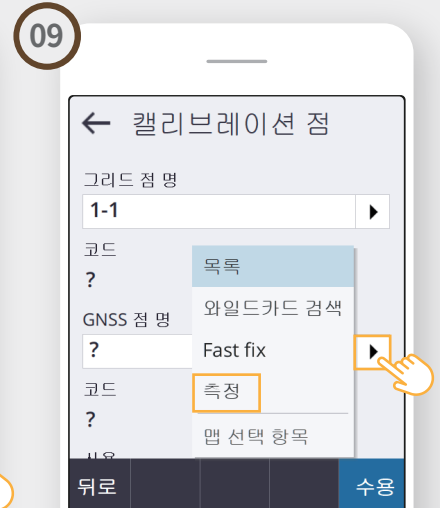 09
캘리브레이션 점
그리드 점 명
1-1
코드
?
목록
와일드카드 검색
GNSS 점 명
?
Fast fix
코드
측정
?
맵 선택 항목
사용
뒤로
수용